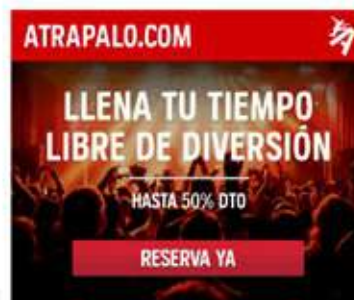 ATRAPALO.COM
LLENA TU TIEMPO
LIBRE DE DIVERSIÓN
HASTA 50% DTO
RESERVA YA